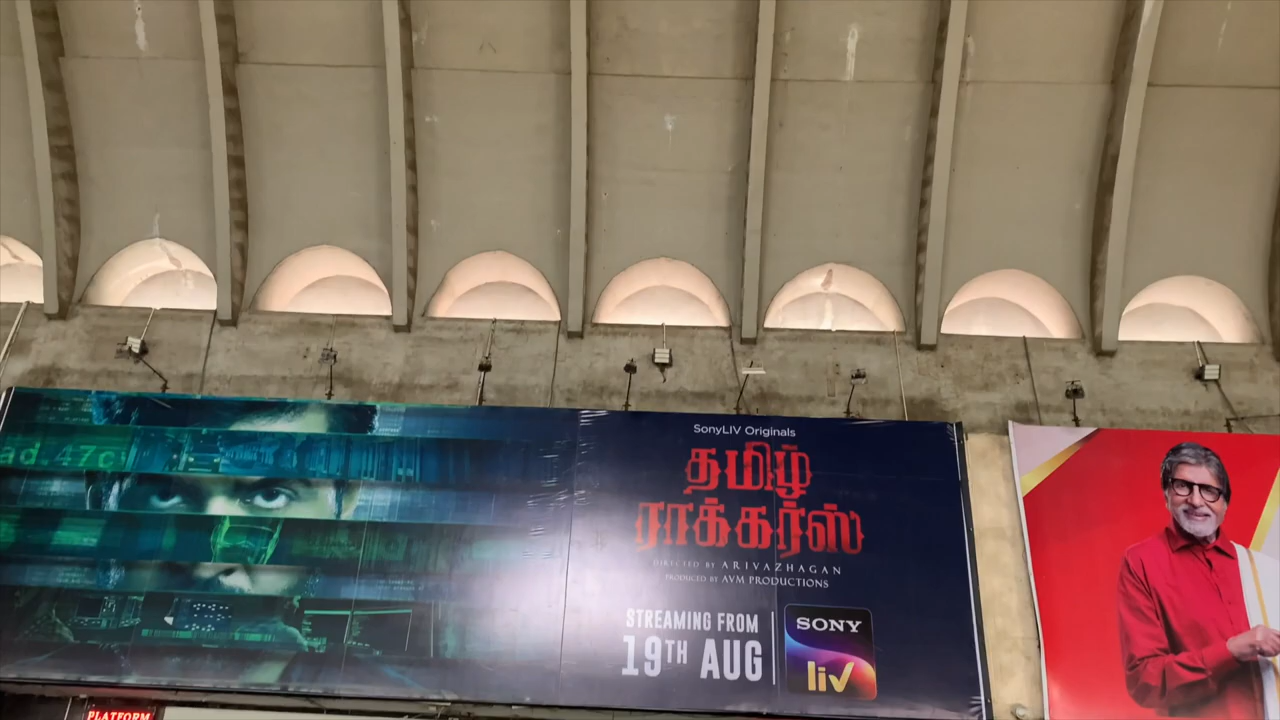 ad.47c
SonyLIV Originals
தமிழ்
ராக்கர்ஸ்
DIRECTED BY ARIVAZHAGAN
PRODUCED BY AVM PRODUCTIONS
STREAMING FROM
19TH AUG
SONY
liv
PLATFORM